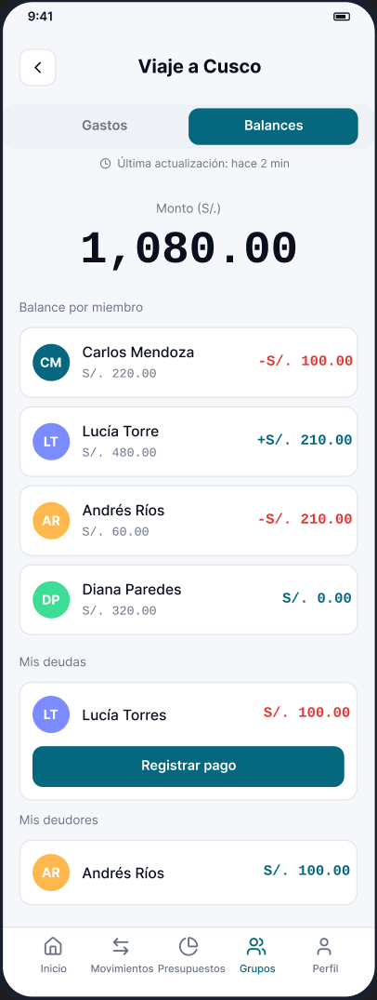 9:41
Viaje a Cusco
Gastos
Balances
Última actualización: hace 2 min
Monto (S/.)
1,080.00
Balance por miembro
CM
Carlos Mendoza
S/. 220.00
-S/. 100.00
LT
Lucía Torre
S/. 480.00
+S/. 210.00
AR
Andrés Ríos
S/. 60.00
-S/. 210.00
DP
Diana Paredes
S/. 320.00
S/. 0.00
Mis deudas
LT
Lucía Torres
S/. 100.00
Registrar pago
Mis deudores
AR
Andrés Ríos
S/. 100.00
Inicio
Movimientos
Presupuestos
Grupos
Perfil